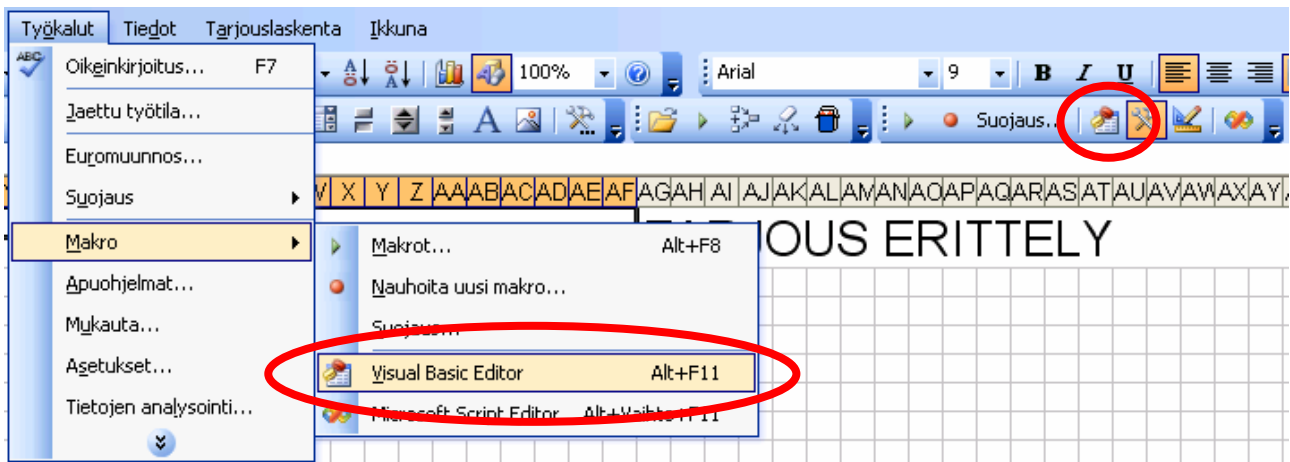 Työkalut Tiedot Tarjouslaskenta Ikkuna
ABC Oikeinkirjoitus... F7 100% Arial 9 B I U
Jaettu työtila... A Suojaus...
Euromuunnos...
Suojaus X Y Z AA AB AC AD AE AF AG AH AI AJ AK AL AM AN AO AP AQ AR AS AT AU AV AW AX AY
Makro ERITTELY
Makrot... Alt+F8
Apuohjelmat... Nauhoita uusi makro...
Mukauta... Suojaus...
Asetukset... Visual Basic Editor Alt+F11
Tietojen analysointi... Microsoft Script Editor Alt+Vaihto+F11